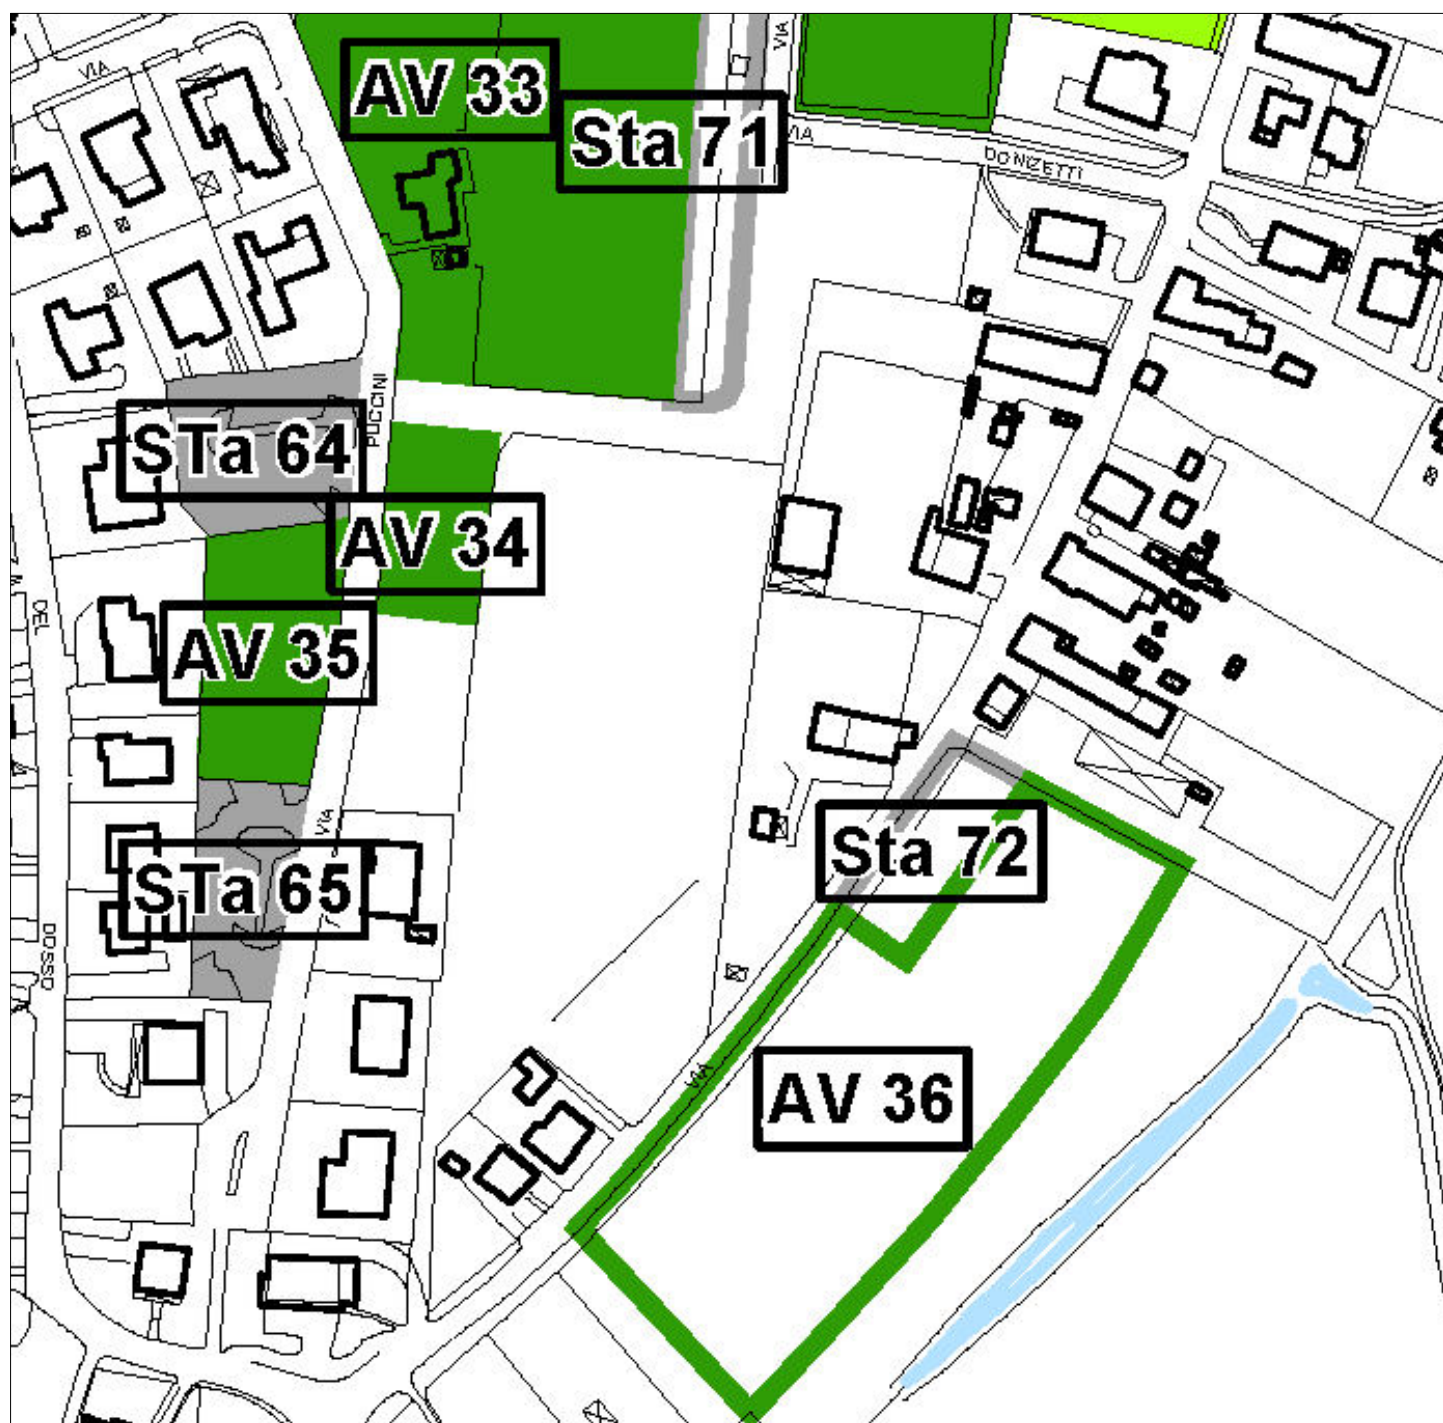 VIA
VIA
AV 33
Sta 71
VIA
DONIZETTI
PUCCINI
STa 64
AV 34
DEL
AV 35
VIA
Sta 72
STa 65
DOSSO
VIA
AV 36